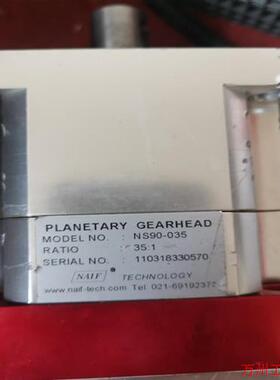 PLANETARY GEARHEAD
MODEL NO. : NS90-035
RATIO : 35:1
SERIAL NO. : 110318330570
NAIF ® TECHNOLOGY
www.naif-tech.com Tel:021-69192372